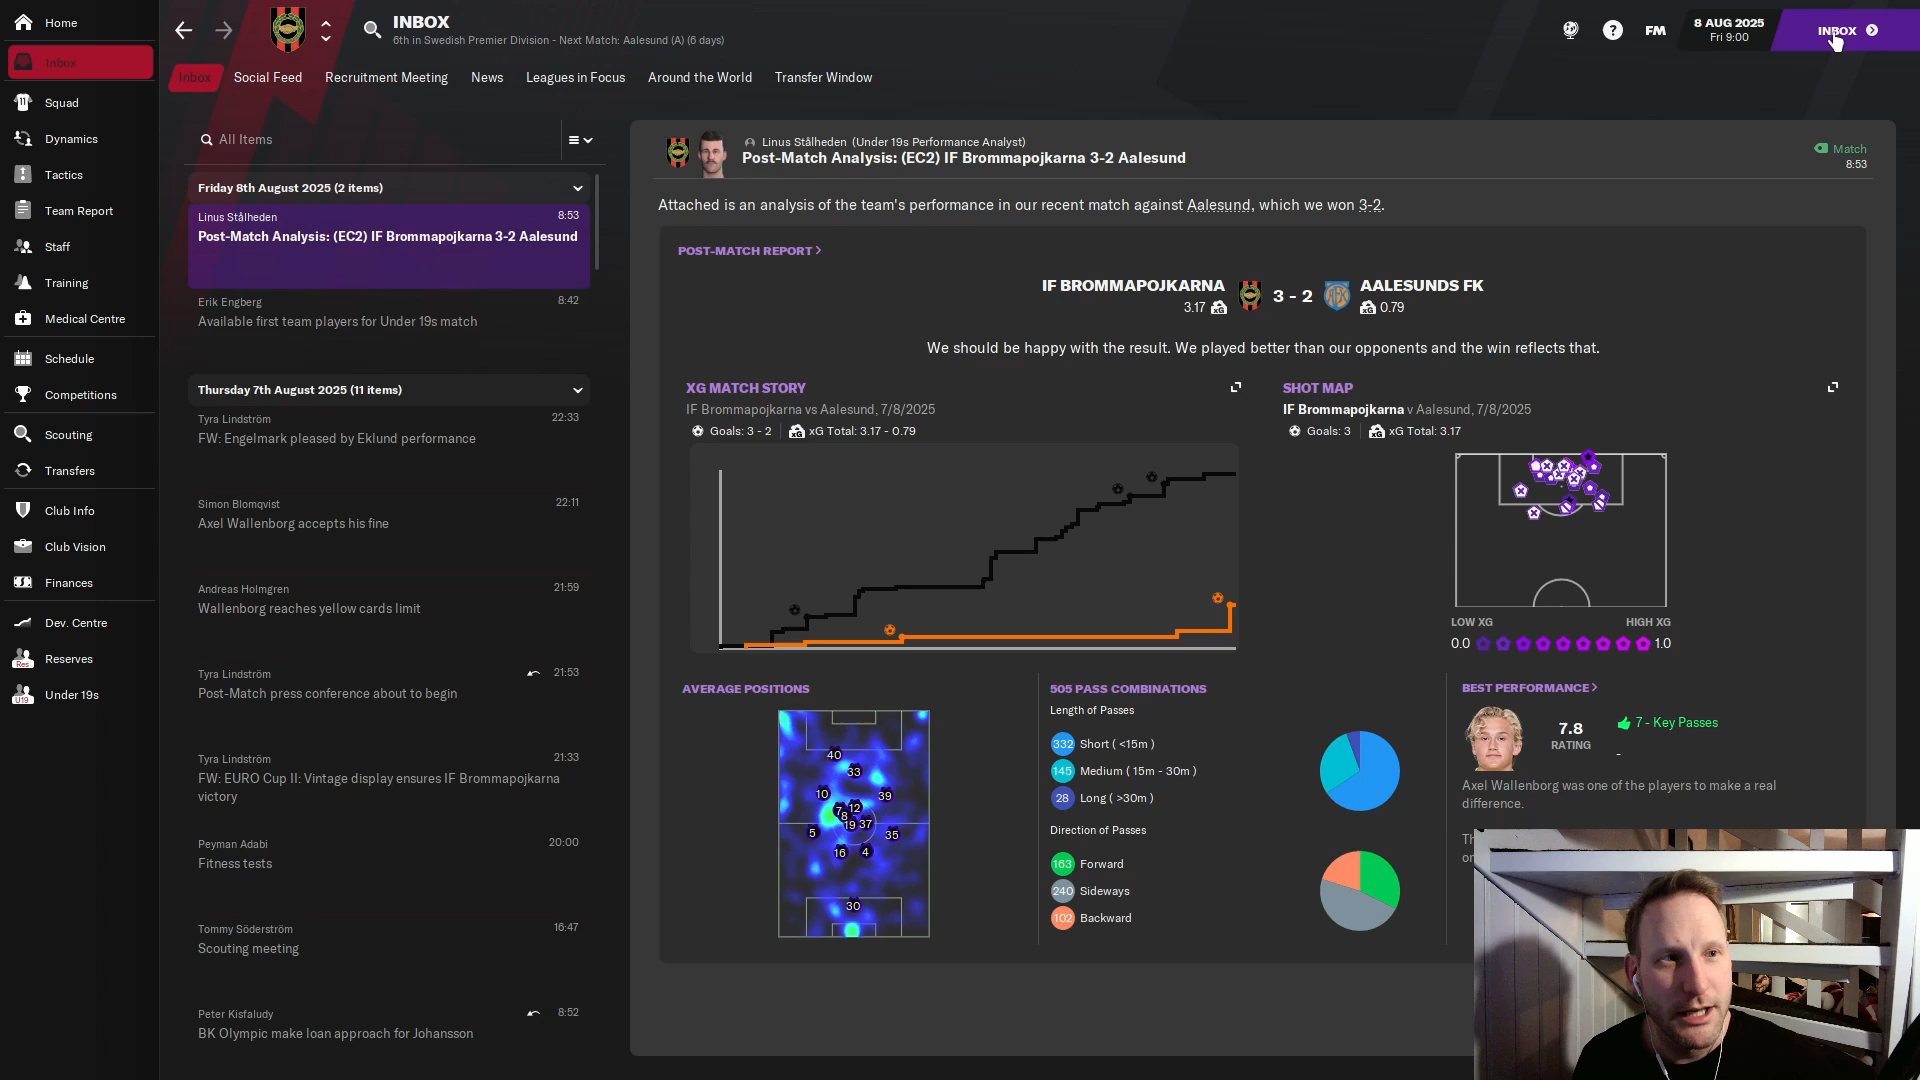 Home
Inbox
Squad
Dynamics
Tactics
Team Report
Staff
Training
Medical Centre
Schedule
Competitions
Scouting
Transfers
Club Info
Club Vision
Finances
Dev. Centre
Reserves
Under 19s
INBOX
6th in Swedish Premier Division - Next Match: Aalesund (A) (6 days)
FM
8 AUG 2025
Fri 9:00
INBOX
Inbox
Social Feed
Recruitment Meeting
News
Leagues in Focus
Around the World
Transfer Window
All Items
Friday 8th August 2025 (2 items)
Linus Stålheden 8:53
Post-Match Analysis: (EC2) IF Brommapojkarna 3-2 Aalesund
Erik Engberg 8:42
Available first team players for Under 19s match
Thursday 7th August 2025 (11 items)
Tyra Lindström 22:33
FW: Engelmark pleased by Eklund performance
Simon Blomqvist 22:11
Axel Wallenborg accepts his fine
Andreas Holmgren 21:59
Wallenborg reaches yellow cards limit
Tyra Lindström 21:53
Post-Match press conference about to begin
Tyra Lindström 21:33
FW: EURO Cup II: Vintage display ensures IF Brommapojkarna
victory
Peyman Adabi 20:00
Fitness tests
Tommy Söderström 16:47
Scouting meeting
Peter Kisfaludy 8:52
BK Olympic make loan approach for Johansson
Linus Stålheden (Under 19s Performance Analyst)
Post-Match Analysis: (EC2) IF Brommapojkarna 3-2 Aalesund
Match
8:53
Attached is an analysis of the team's performance in our recent match against Aalesund, which we won 3-2.
POST-MATCH REPORT
IF BROMMAPOJKARNA 3 - 2 AALESUNDS FK
3.17 xG xG 0.79
We should be happy with the result. We played better than our opponents and the win reflects that.
XG MATCH STORY
IF Brommapojkarna vs Aalesund, 7/8/2025
Goals: 3 - 2 xG xG Total: 3.17 - 0.79
SHOT MAP
IF Brommapojkarna v Aalesund, 7/8/2025
Goals: 3 xG xG Total: 3.17
LOW XG HIGH XG
0.0 1.0
AVERAGE POSITIONS
40
33
10
39
7
12
8
19
37
5
35
16
4
30
505 PASS COMBINATIONS
Length of Passes
332 Short ( <15m )
145 Medium ( 15m - 30m )
28 Long ( >30m )
Direction of Passes
163 Forward
240 Sideways
102 Backward
BEST PERFORMANCE
7.8
RATING
7 - Key Passes
-
Axel Wallenborg was one of the players to make a real
difference.